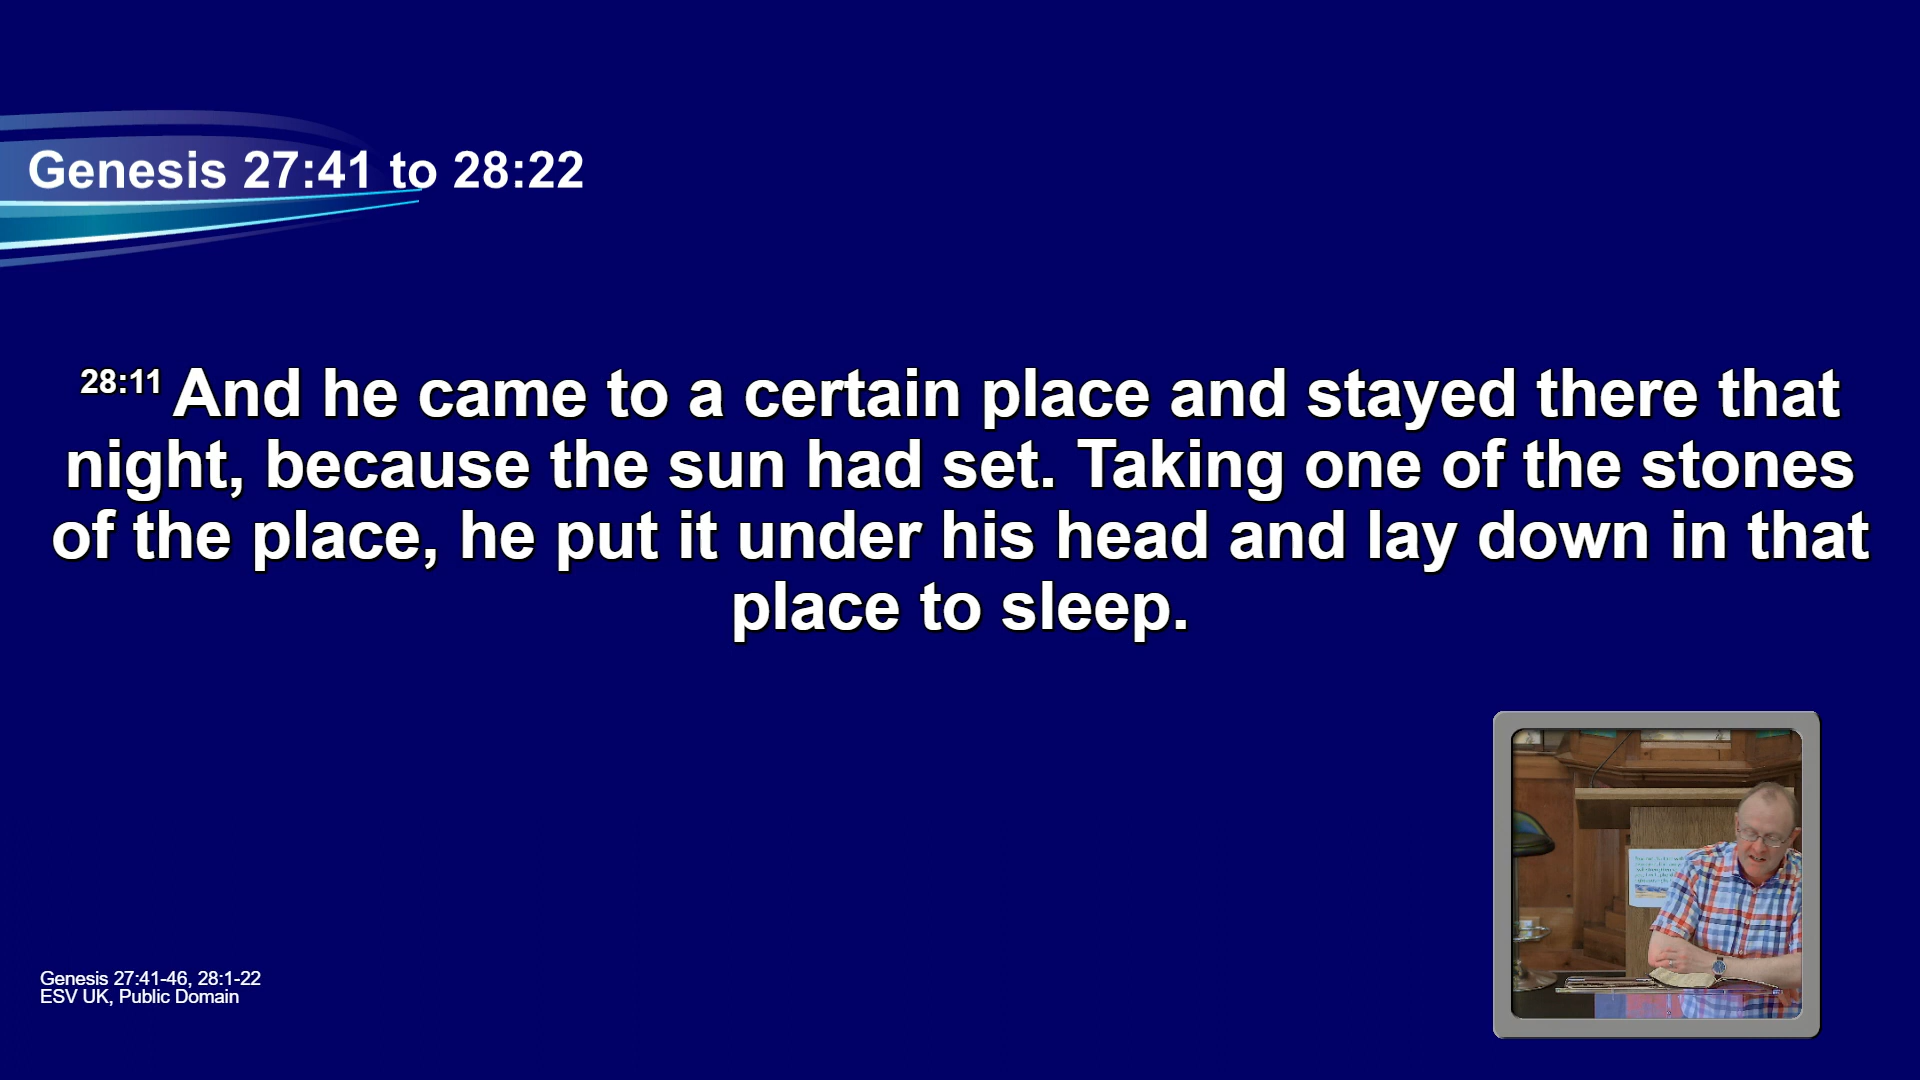 Genesis 27:41 to 28:22
28:11 And he came to a certain place and stayed there that
night, because the sun had set. Taking one of the stones
of the place, he put it under his head and lay down in that
place to sleep.
Genesis 27:41-46, 28:1-22
ESV UK, Public Domain